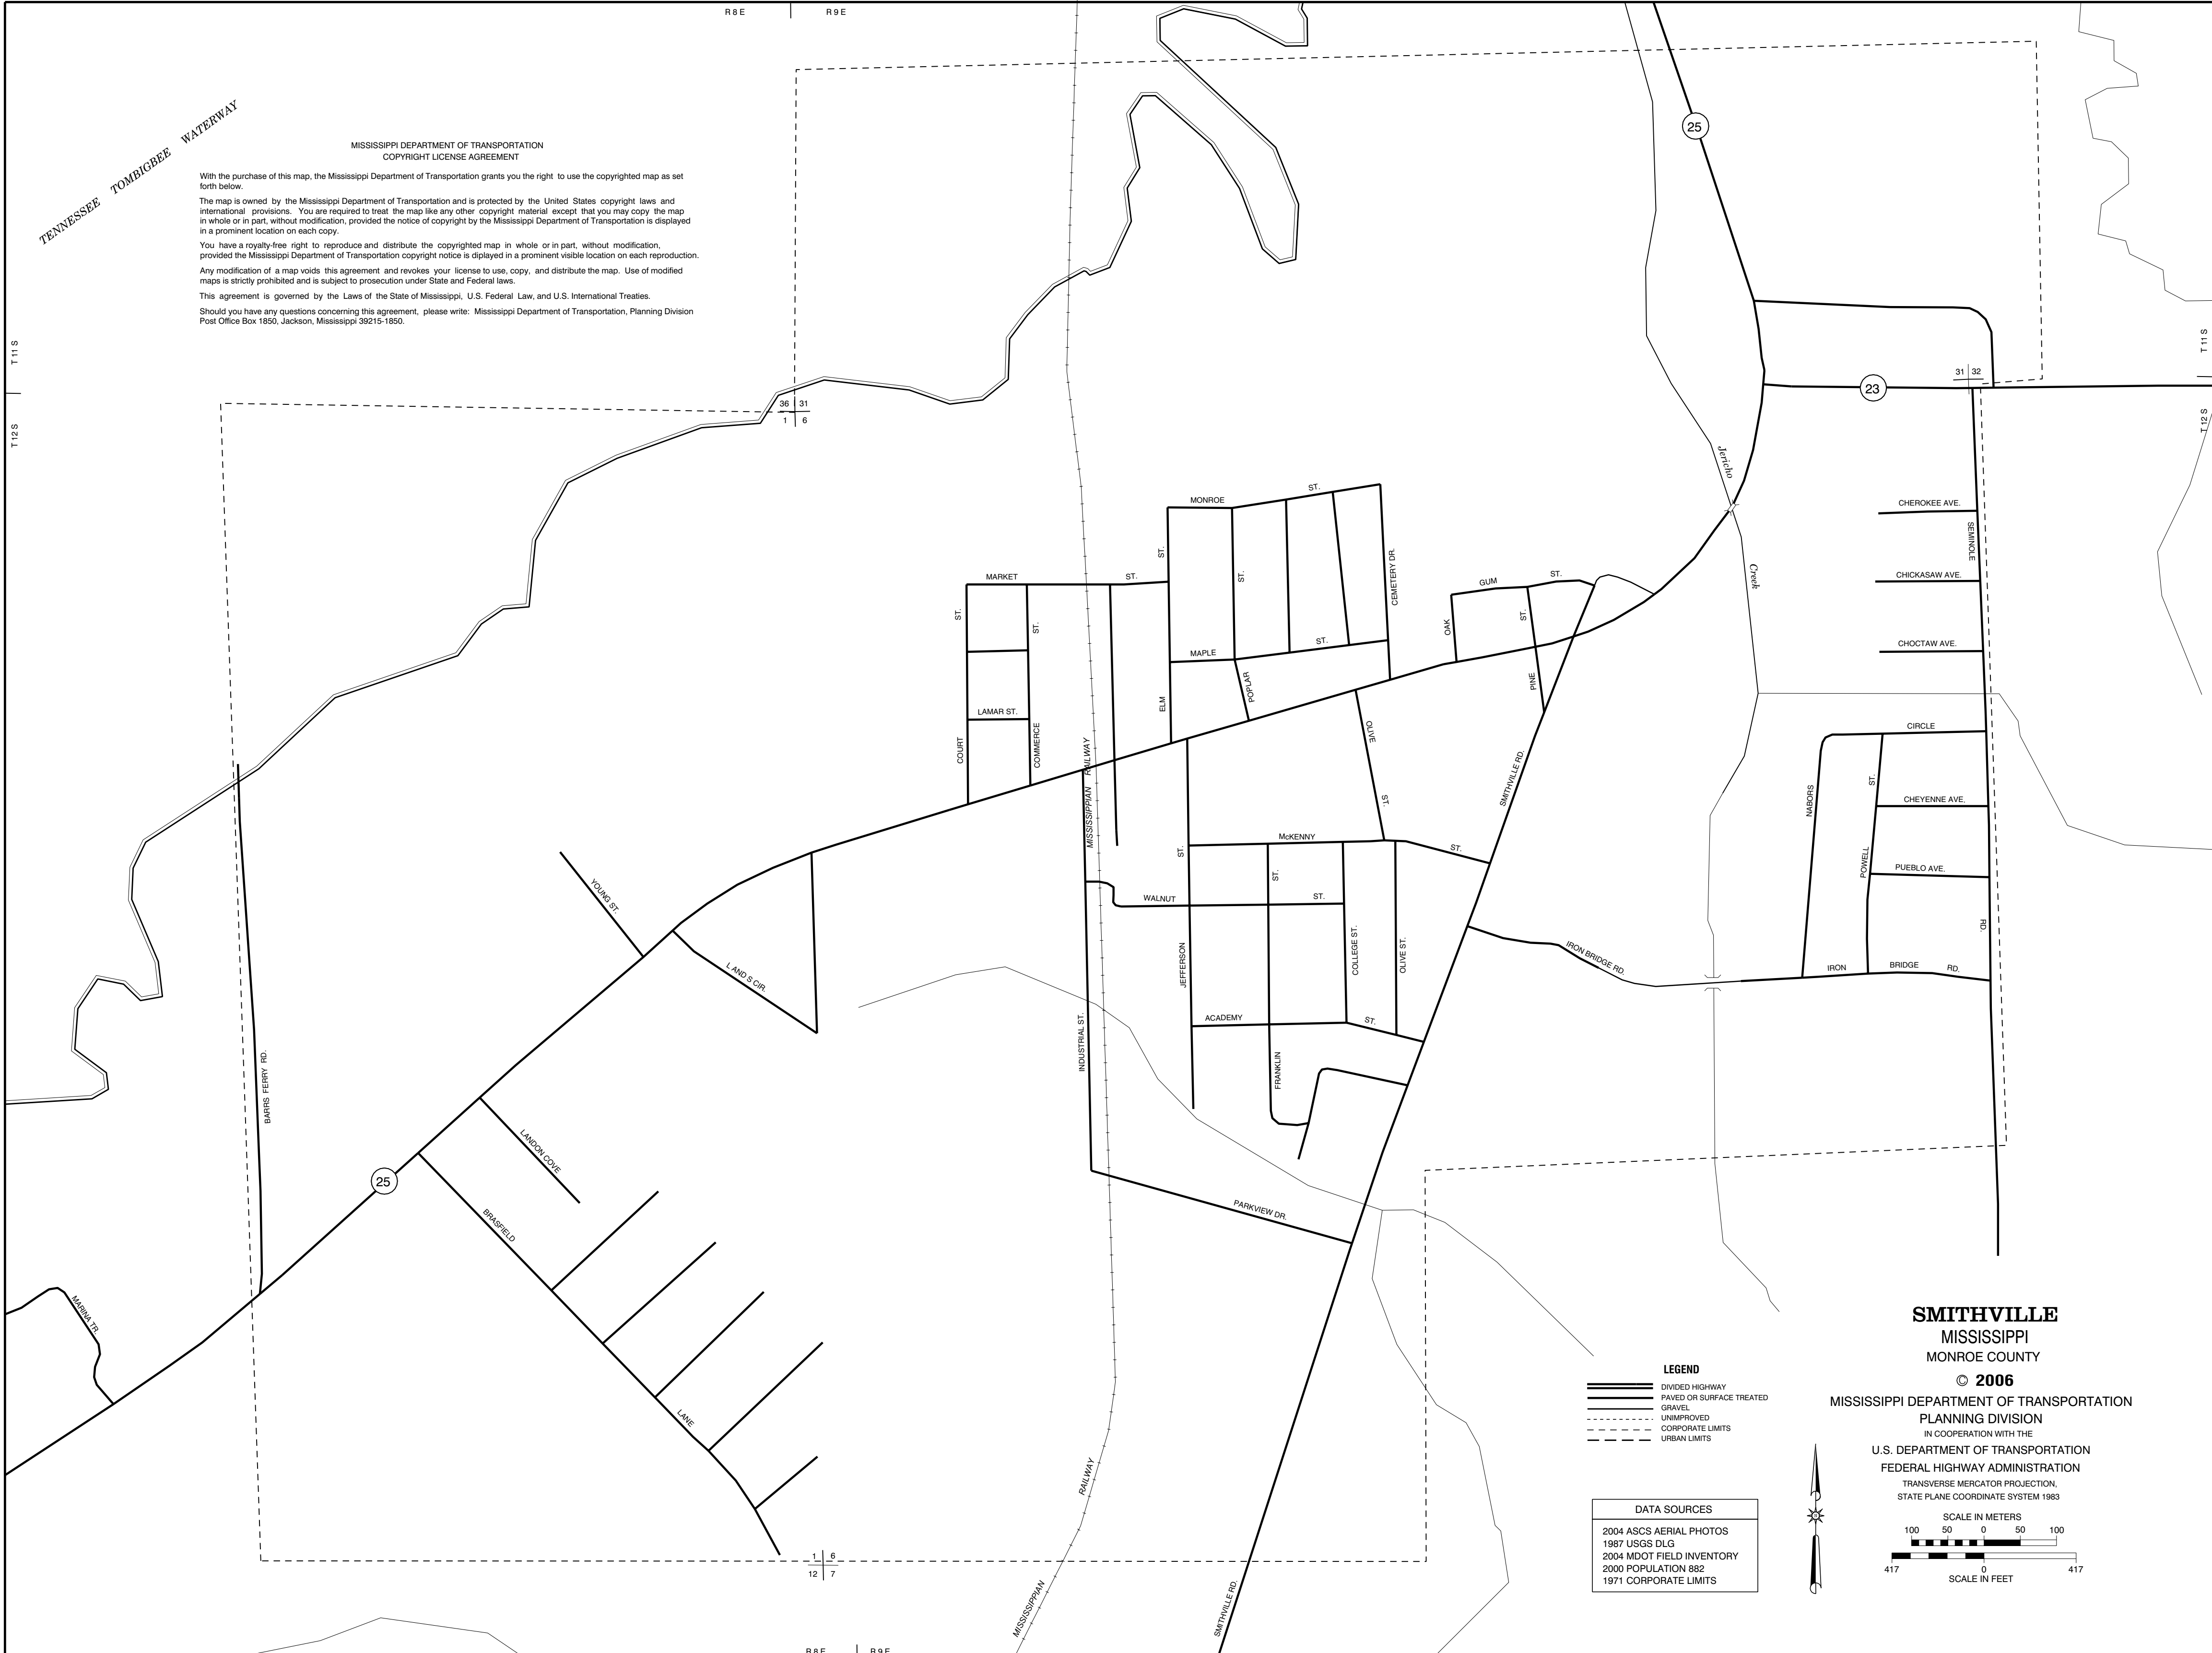 R 8 E
R 9 E
TENNESSEE TOMBIGBEE WATERWAY
MISSISSIPPI DEPARTMENT OF TRANSPORTATION
COPYRIGHT LICENSE AGREEMENT
With the purchase of this map, the Mississippi Department of Transportation grants you the right to use the copyrighted map as set
forth below.
The map is owned by the Mississippi Department of Transportation and is protected by the United States copyright laws and
international provisions. You are required to treat the map like any other copyright material except that you may copy the map
in whole or in part, without modification, provided the notice of copyright by the Mississippi Department of Transportation is displayed
in a prominent location on each copy.
You have a royalty-free right to reproduce and distribute the copyrighted map in whole or in part, without modification,
provided the Mississippi Department of Transportation copyright notice is diplayed in a prominent visible location on each reproduction.
Any modification of a map voids this agreement and revokes your license to use, copy, and distribute the map. Use of modified
maps is strictly prohibited and is subject to prosecution under State and Federal laws.
This agreement is governed by the Laws of the State of Mississippi, U.S. Federal Law, and U.S. International Treaties.
Should you have any questions concerning this agreement, please write: Mississippi Department of Transportation, Planning Division
Post Office Box 1850, Jackson, Mississippi 39215-1850.
25
T 11 S
T 12 S
T 11 S
T 12 S
36 31
1 6
31 32
23
Jericho
Creek
MONROE ST.
MARKET ST.
ST.
ST.
ST.
ST.
CEMETERY DR.
GUM ST.
OAK
ST.
PINE
MAPLE ST.
POPLAR
ELM
LAMAR ST.
COURT
COMMERCE
MISSISSIPPIAN RAILWAY
OLIVE
ST.
SMITHVILLE RD.
CHEROKEE AVE.
SEMINOLE
CHICKASAW AVE.
CHOCTAW AVE.
CIRCLE
NABORS
ST.
CHEYENNE AVE.
POWELL
PUEBLO AVE.
RD.
McKENNY ST.
ST.
ST.
WALNUT ST.
JEFFERSON
COLLEGE ST.
OLIVE ST.
IRON BRIDGE RD.
IRON BRIDGE RD.
YOUNG ST
L AND S CIR.
INDUSTRIAL ST.
ACADEMY ST.
FRANKLIN
BARRS FERRY RD.
LANDON COVE
25
BRASFIELD
LANE
PARKVIEW DR.
MARINA TR.
RAILWAY
MISSISSIPPIAN
SMITHVILLE RD.
1 6
12 7
R 8 E
R 9 E
LEGEND
DIVIDED HIGHWAY
PAVED OR SURFACE TREATED
GRAVEL
UNIMPROVED
CORPORATE LIMITS
URBAN LIMITS
DATA SOURCES
2004 ASCS AERIAL PHOTOS
1987 USGS DLG
2004 MDOT FIELD INVENTORY
2000 POPULATION 882
1971 CORPORATE LIMITS
SMITHVILLE
MISSISSIPPI
MONROE COUNTY
© 2006
MISSISSIPPI DEPARTMENT OF TRANSPORTATION
PLANNING DIVISION
IN COOPERATION WITH THE
U.S. DEPARTMENT OF TRANSPORTATION
FEDERAL HIGHWAY ADMINISTRATION
TRANSVERSE MERCATOR PROJECTION,
STATE PLANE COORDINATE SYSTEM 1983
SCALE IN METERS
100 50 0 50 100
417 0 417
SCALE IN FEET